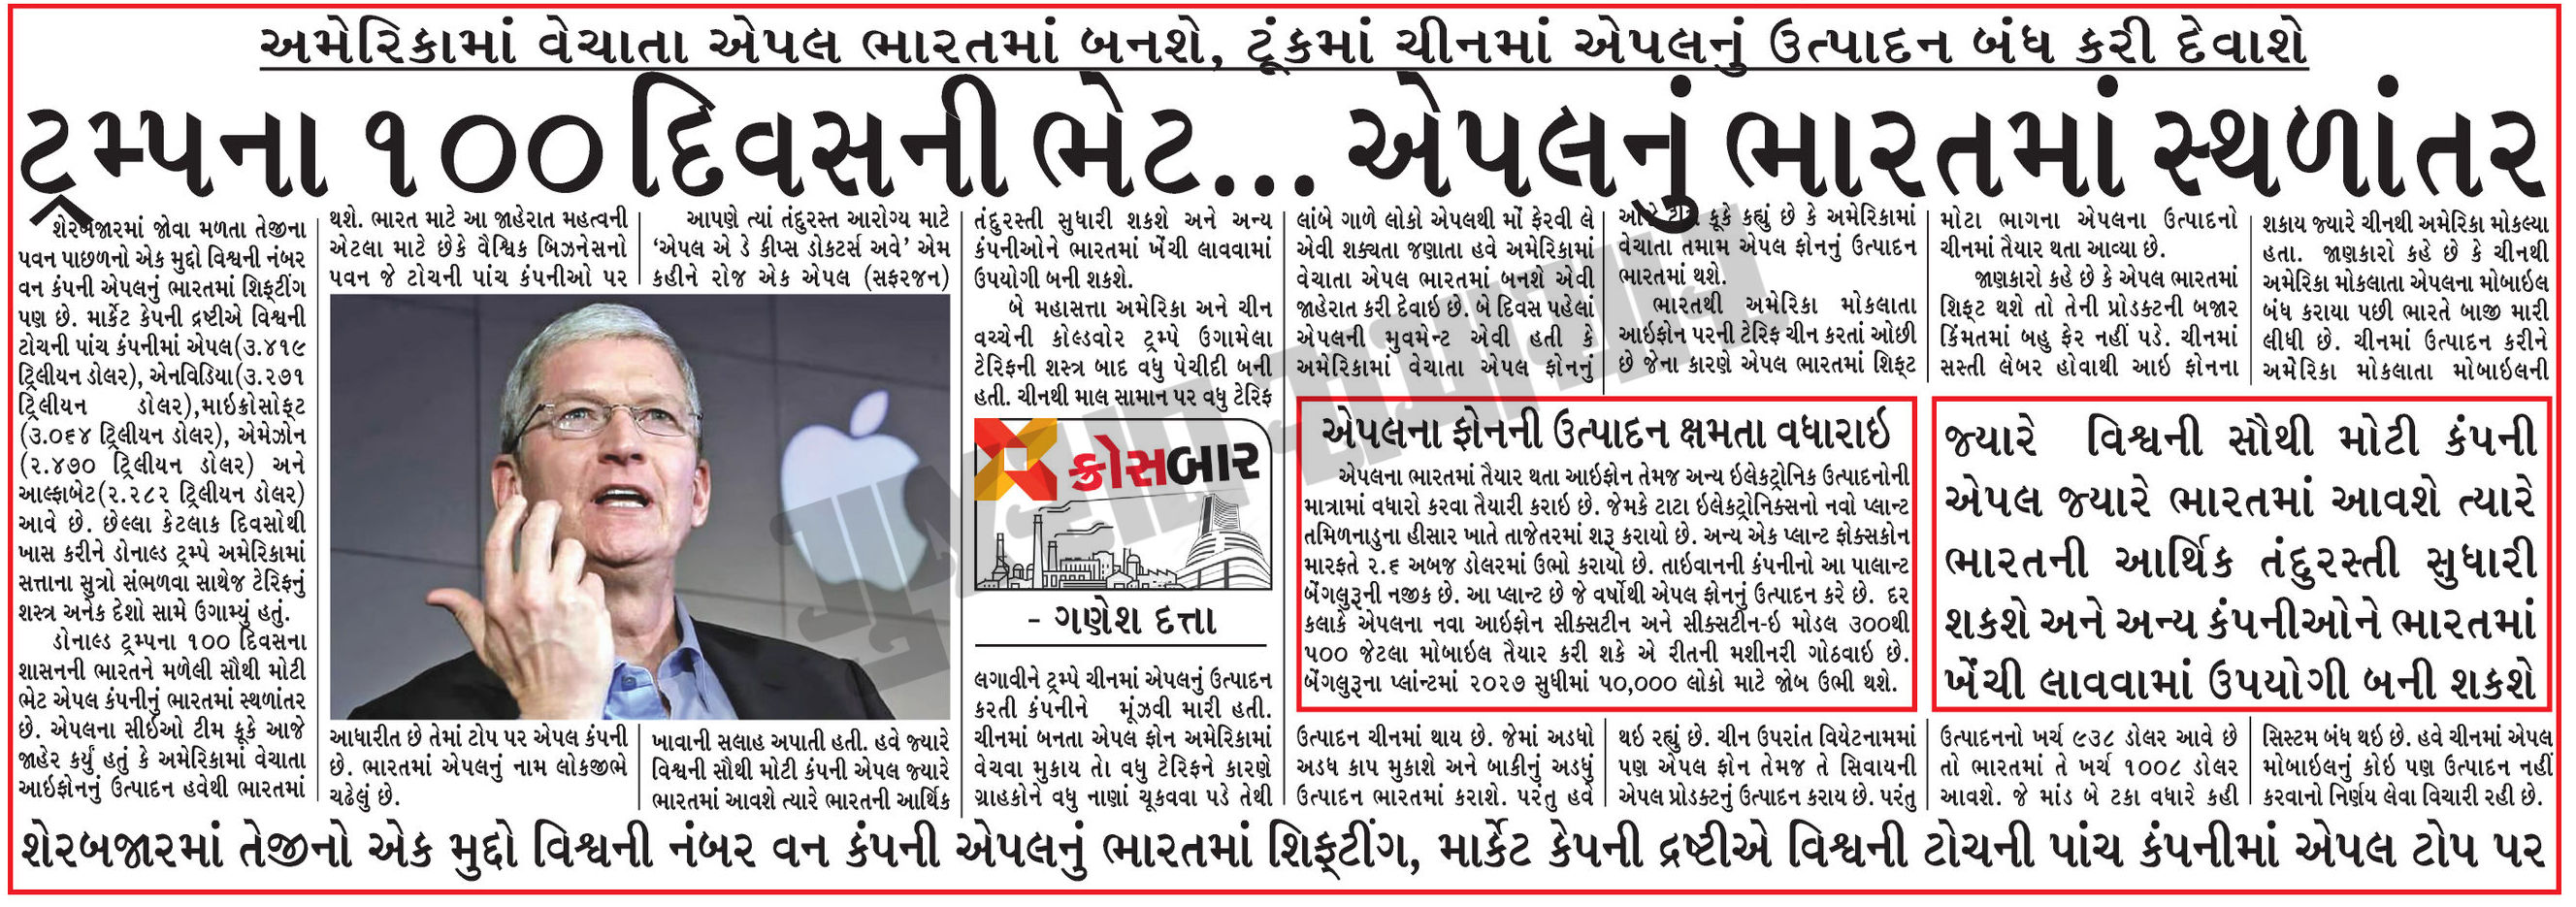 અમેરિકામાં વેચાતા એપલ ભારતમાં બનશે, ટૂંકમાં ચીનમાં એપલનું ઉત્પાદન બંધ કરી દેવાશે
ટ્રમ્પના ૧૦૦ દિવસની ભેટ... એપલનું ભારતમાં સ્થળાંતર
શેરબજારમાં જોવા મળતા તેજીના
પવન પાછળનો એક મુદ્દો વિશ્વની નંબર
વન કંપની એપલનું ભારતમાં શિફ્ટીંગ
પણ છે. માર્કેટ કેપની દ્રષ્ટીએ વિશ્વની
ટોચની પાંચ કંપનીમાં એપલ(૩.૪૧૯
ટ્રિલીયન ડોલર), એનવિડિયા(૩.૨૭૧
ટ્રિલીયન ડોલર),માઇક્રોસોફ્ટ
(૩.૦૬૪ ટ્રિલીયન ડોલર), એમેઝોન
(૨.૪૭૦ ટ્રિલીયન ડોલર) અને
આલ્ફાબેટ(૨.૨૮૨ ટ્રિલીયન ડોલર)
આવે છે. છેલ્લા કેટલાક દિવસોથી
ખાસ કરીને ડોનાલ્ડ ટ્રમ્પે અમેરિકામાં
સત્તાના સુત્રો સંભળવા સાથેજ ટેરિફનું
શસ્ત્ર અનેક દેશો સામે ઉગામ્યું હતું.
ડોનાલ્ડ ટ્રમ્પના ૧૦૦ દિવસના
શાસનની ભારતને મળેલી સૌથી મોટી
ભેટ એપલ કંપનીનું ભારતમાં સ્થળાંતર
છે. એપલના સીઇઓ ટીમ કૂકે આજે
જાહેર કર્યું હતું કે અમેરિકામાં વેચાતા
આઇફોનનું ઉત્પાદન હવેથી ભારતમાં
થશે. ભારત માટે આ જાહેરાત મહત્વની
એટલા માટે છેકે વૈશ્વિક બિઝનેસનો
પવન જે ટોચની પાંચ કંપનીઓ પર
આધારીત છે તેમાં ટોપ પર એપલ કંપની
છે. ભારતમાં એપલનું નામ લોકજીભે
ચઢેલું છે.
આપણે ત્યાં તંદુરસ્ત આરોગ્ય માટે
‘એપલ એ ડે કીપ્સ ડોકટર્સ અવે’ એમ
કહીને રોજ એક એપલ (સફરજન)
ખાવાની સલાહ અપાતી હતી. હવે જ્યારે
વિશ્વની સૌથી મોટી કંપની એપલ જ્યારે
ભારતમાં આવશે ત્યારે ભારતની આર્થિક
તંદુરસ્તી સુધારી શકશે અને અન્ય
કંપનીઓને ભારતમાં ખેંચી લાવવામાં
ઉપયોગી બની શકશે.
બે મહાસત્તા અમેરિકા અને ચીન
વચ્ચેની કોલ્ડવોર ટ્રમ્પે ઉગામેલા
ટેરિફની શસ્ત્ર બાદ વધુ પેચીદી બની
હતી. ચીનથી માલ સામાન પર વધુ ટેરિફ
ક્રોસબાર
- ગણેશ દત્તા
લગાવીને ટ્રમ્પે ચીનમાં એપલનું ઉત્પાદન
કરતી કંપનીને મૂંઝવી મારી હતી.
ચીનમાં બનતા એપલ ફોન અમેરિકામાં
વેચવા મુકાય તો વધુ ટેરિફને કારણે
ગ્રાહકોને વધુ નાણાં ચૂકવવા પડે તેથી
લાંબે ગાળે લોકો એપલથી મોં ફેરવી લે
એવી શક્યતા જણાતા હવે અમેરિકામાં
વેચાતા એપલ ભારતમાં બનશે એવી
જાહેરાત કરી દેવાઇ છે. બે દિવસ પહેલાં
એપલની મુવમેન્ટ એવી હતી કે
અમેરિકામાં વેચાતા એપલ ફોનનું
ઉત્પાદન ચીનમાં થાય છે. જેમાં અડધો
અડધ કાપ મુકાશે અને બાકીનું અડધું
ઉત્પાદન ભારતમાં કરાશે. પરંતુ હવે
ટીમ કૂકે કહ્યું છે કે અમેરિકામાં
વેચાતા તમામ એપલ ફોનનું ઉત્પાદન
ભારતમાં થશે.
ભારતથી અમેરિકા મોકલાતા
આઇફોન પરની ટેરિફ ચીન કરતાં ઓછી
છે જેના કારણે એપલ ભારતમાં શિફ્ટ
થઇ રહ્યું છે. ચીન ઉપરાંત વિયેટનામમાં
પણ એપલ ફોન તેમજ તે સિવાયની
એપલ પ્રોડક્ટનું ઉત્પાદન કરાય છે. પરંતુ
મોટા ભાગના એપલના ઉત્પાદનો
ચીનમાં તૈયાર થતા આવ્યા છે.
જાણકારો કહે છે કે એપલ ભારતમાં
શિફ્ટ થશે તો તેની પ્રોડક્ટની બજાર
કિંમતમાં બહુ ફેર નહીં પડે. ચીનમાં
સસ્તી લેબર હોવાથી આઇ ફોનના
ઉત્પાદનનો ખર્ચ ૯૩૮ ડોલર આવે છે
તો ભારતમાં તે ખર્ચ ૧૦૦૮ ડોલર
આવશે. જે માંડ બે ટકા વધારે કહી
શકાય જ્યારે ચીનથી અમેરિકા મોકલ્યા
હતા. જાણકારો કહે છે કે ચીનથી
અમેરિકા મોકલાતા એપલના મોબાઇલ
બંધ કરાયા પછી ભારતે બાજી મારી
લીધી છે. ચીનમાં ઉત્પાદન કરીને
અમેરિકા મોકલાતા મોબાઇલની
સિસ્ટમ બંધ થઇ છે. હવે ચીનમાં એપલ
મોબાઇલનું કોઇ પણ ઉત્પાદન નહીં
કરવાનો નિર્ણય લેવા વિચારી રહી છે.
એપલના ફોનની ઉત્પાદન ક્ષમતા વધારાઇ
એપલના ભારતમાં તૈયાર થતા આઇફોન તેમજ અન્ય ઇલેક્ટ્રોનિક ઉત્પાદનોની
માત્રામાં વધારો કરવા તૈયારી કરાઇ છે. જેમકે ટાટા ઇલેક્ટ્રોનિક્સનો નવો પ્લાન્ટ
તમિળનાડુના હીસાર ખાતે તાજેતરમાં શરૂ કરાયો છે. અન્ય એક પ્લાન્ટ ફોક્સકોન
મારફતે ૨.૬ અબજ ડોલરમાં ઉભો કરાયો છે. તાઇવાનની કંપનીનો આ પાલાન્ટ
બેંગલુરૂની નજીક છે. આ પ્લાન્ટ છે જે વર્ષોથી એપલ ફોનનું ઉત્પાદન કરે છે. દર
કલાકે એપલના નવા આઇફોન સીક્સટીન અને સીક્સટીન-ઇ મોડલ ૩૦૦થી
૫૦૦ જેટલા મોબાઇલ તૈયાર કરી શકે એ રીતની મશીનરી ગોઠવાઇ છે.
બેંગલુરૂના પ્લાંન્ટમાં ૨૦૨૭ સુધીમાં ૫૦,૦૦૦ લોકો માટે જોબ ઉભી થશે.
જ્યારે વિશ્વની સૌથી મોટી કંપની
એપલ જ્યારે ભારતમાં આવશે ત્યારે
ભારતની આર્થિક તંદુરસ્તી સુધારી
શકશે અને અન્ય કંપનીઓને ભારતમાં
ખેંચી લાવવામાં ઉપયોગી બની શકશે
શેરબજારમાં તેજીનો એક મુદ્દો વિશ્વની નંબર વન કંપની એપલનું ભારતમાં શિફ્ટીંગ, માર્કેટ કેપની દ્રષ્ટીએ વિશ્વની ટોચની પાંચ કંપનીમાં એપલ ટોપ પર
ગુજરાત સમાચાર